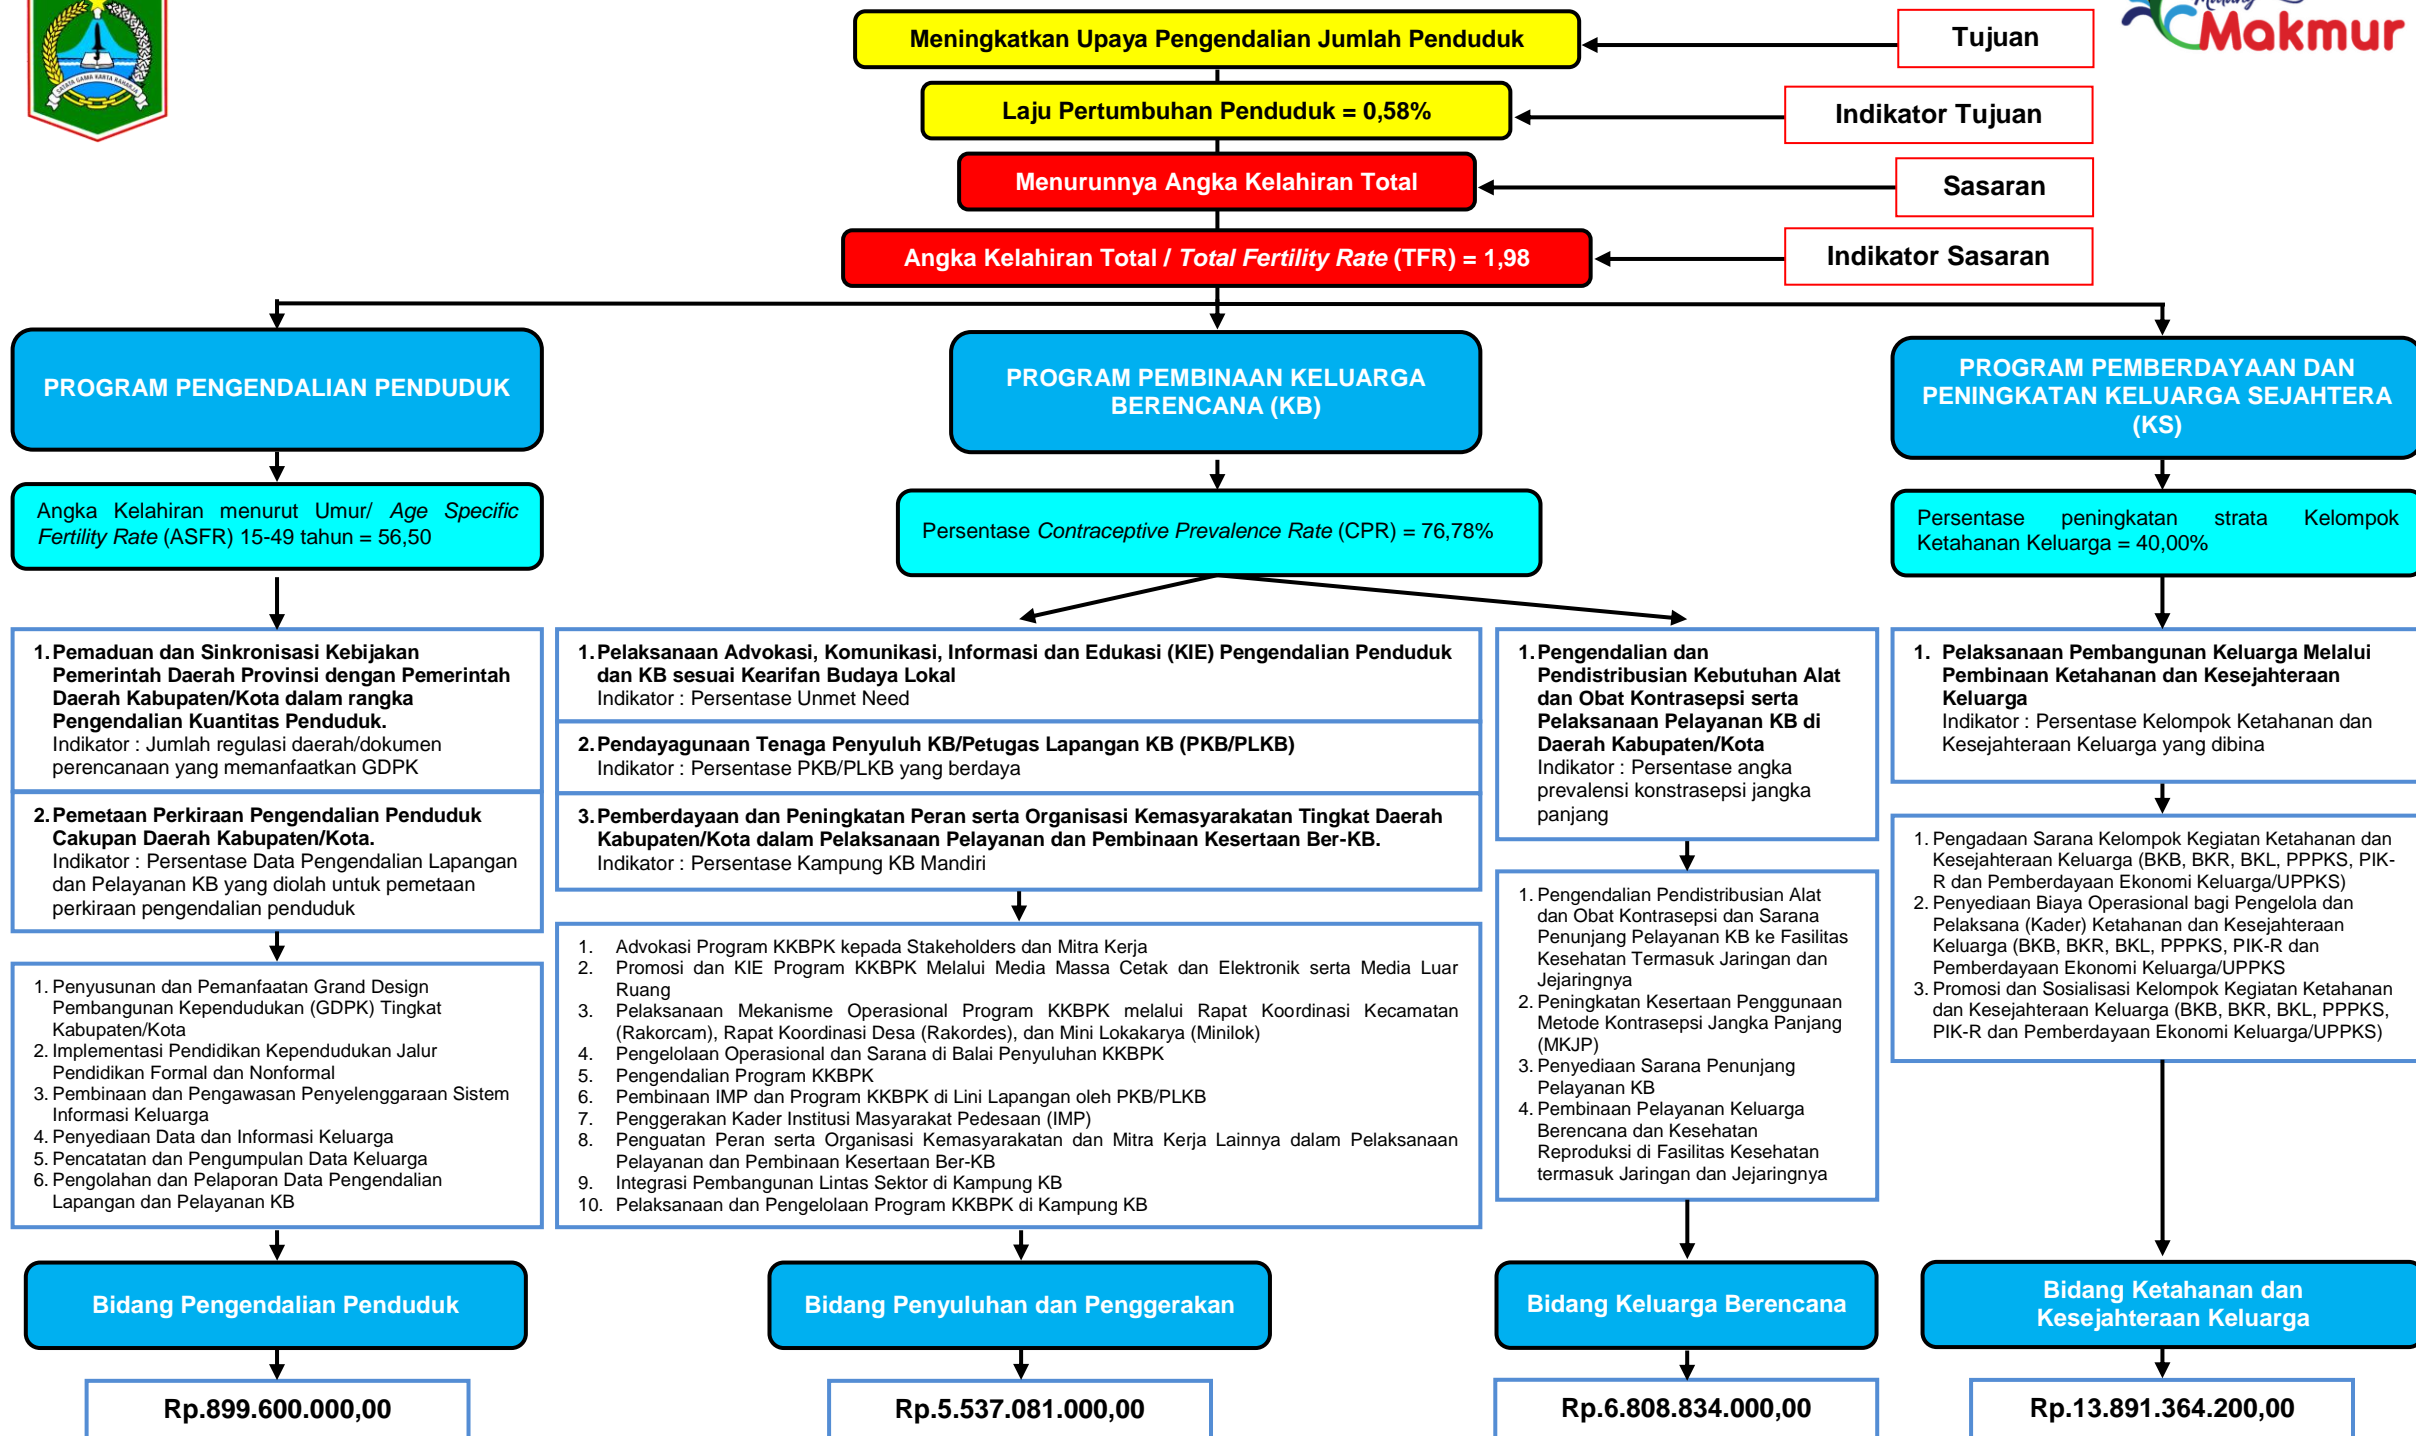 SATATA GAMA KARTA RAHARJA
Malang
Makmur
Meningkatkan Upaya Pengendalian Jumlah Penduduk
Tujuan
Laju Pertumbuhan Penduduk = 0,58%
Indikator Tujuan
Menurunnya Angka Kelahiran Total
Sasaran
Angka Kelahiran Total / Total Fertility Rate (TFR) = 1,98
Indikator Sasaran
PROGRAM PENGENDALIAN PENDUDUK
PROGRAM PEMBINAAN KELUARGA
BERENCANA (KB)
PROGRAM PEMBERDAYAAN DAN
PENINGKATAN KELUARGA SEJAHTERA
(KS)
Angka Kelahiran menurut Umur/ Age Specific
Fertility Rate (ASFR) 15-49 tahun = 56,50
Persentase Contraceptive Prevalence Rate (CPR) = 76,78%
Persentase peningkatan strata Kelompok
Ketahanan Keluarga = 40,00%
1. Pemaduan dan Sinkronisasi Kebijakan
Pemerintah Daerah Provinsi dengan Pemerintah
Daerah Kabupaten/Kota dalam rangka
Pengendalian Kuantitas Penduduk.
Indikator : Jumlah regulasi daerah/dokumen
perencanaan yang memanfaatkan GDPK
2. Pemetaan Perkiraan Pengendalian Penduduk
Cakupan Daerah Kabupaten/Kota.
Indikator : Persentase Data Pengendalian Lapangan
dan Pelayanan KB yang diolah untuk pemetaan
perkiraan pengendalian penduduk
1. Penyusunan dan Pemanfaatan Grand Design
Pembangunan Kependudukan (GDPK) Tingkat
Kabupaten/Kota
2. Implementasi Pendidikan Kependudukan Jalur
Pendidikan Formal dan Nonformal
3. Pembinaan dan Pengawasan Penyelenggaraan Sistem
Informasi Keluarga
4. Penyediaan Data dan Informasi Keluarga
5. Pencatatan dan Pengumpulan Data Keluarga
6. Pengolahan dan Pelaporan Data Pengendalian
Lapangan dan Pelayanan KB
1. Pelaksanaan Advokasi, Komunikasi, Informasi dan Edukasi (KIE) Pengendalian Penduduk
dan KB sesuai Kearifan Budaya Lokal
Indikator : Persentase Unmet Need
2. Pendayagunaan Tenaga Penyuluh KB/Petugas Lapangan KB (PKB/PLKB)
Indikator : Persentase PKB/PLKB yang berdaya
3. Pemberdayaan dan Peningkatan Peran serta Organisasi Kemasyarakatan Tingkat Daerah
Kabupaten/Kota dalam Pelaksanaan Pelayanan dan Pembinaan Kesertaan Ber-KB.
Indikator : Persentase Kampung KB Mandiri
1. Advokasi Program KKBPK kepada Stakeholders dan Mitra Kerja
2. Promosi dan KIE Program KKBPK Melalui Media Massa Cetak dan Elektronik serta Media Luar
Ruang
3. Pelaksanaan Mekanisme Operasional Program KKBPK melalui Rapat Koordinasi Kecamatan
(Rakorcam), Rapat Koordinasi Desa (Rakordes), dan Mini Lokakarya (Minilok)
4. Pengelolaan Operasional dan Sarana di Balai Penyuluhan KKBPK
5. Pengendalian Program KKBPK
6. Pembinaan IMP dan Program KKBPK di Lini Lapangan oleh PKB/PLKB
7. Penggerakan Kader Institusi Masyarakat Pedesaan (IMP)
8. Penguatan Peran serta Organisasi Kemasyarakatan dan Mitra Kerja Lainnya dalam Pelaksanaan
Pelayanan dan Pembinaan Kesertaan Ber-KB
9. Integrasi Pembangunan Lintas Sektor di Kampung KB
10. Pelaksanaan dan Pengelolaan Program KKBPK di Kampung KB
1. Pengendalian dan
Pendistribusian Kebutuhan Alat
dan Obat Kontrasepsi serta
Pelaksanaan Pelayanan KB di
Daerah Kabupaten/Kota
Indikator : Persentase angka
prevalensi konstrasepsi jangka
panjang
1. Pengendalian Pendistribusian Alat
dan Obat Kontrasepsi dan Sarana
Penunjang Pelayanan KB ke Fasilitas
Kesehatan Termasuk Jaringan dan
Jejaringnya
2. Peningkatan Kesertaan Penggunaan
Metode Kontrasepsi Jangka Panjang
(MKJP)
3. Penyediaan Sarana Penunjang
Pelayanan KB
4. Pembinaan Pelayanan Keluarga
Berencana dan Kesehatan
Reproduksi di Fasilitas Kesehatan
termasuk Jaringan dan Jejaringnya
1. Pelaksanaan Pembangunan Keluarga Melalui
Pembinaan Ketahanan dan Kesejahteraan
Keluarga
Indikator : Persentase Kelompok Ketahanan dan
Kesejahteraan Keluarga yang dibina
1. Pengadaan Sarana Kelompok Kegiatan Ketahanan dan
Kesejahteraan Keluarga (BKB, BKR, BKL, PPPKS, PIK-
R dan Pemberdayaan Ekonomi Keluarga/UPPKS)
2. Penyediaan Biaya Operasional bagi Pengelola dan
Pelaksana (Kader) Ketahanan dan Kesejahteraan
Keluarga (BKB, BKR, BKL, PPPKS, PIK-R dan
Pemberdayaan Ekonomi Keluarga/UPPKS
3. Promosi dan Sosialisasi Kelompok Kegiatan Ketahanan
dan Kesejahteraan Keluarga (BKB, BKR, BKL, PPPKS,
PIK-R dan Pemberdayaan Ekonomi Keluarga/UPPKS)
Bidang Pengendalian Penduduk
Bidang Penyuluhan dan Penggerakan
Bidang Keluarga Berencana
Bidang Ketahanan dan
Kesejahteraan Keluarga
Rp.899.600.000,00
Rp.5.537.081.000,00
Rp.6.808.834.000,00
Rp.13.891.364.200,00